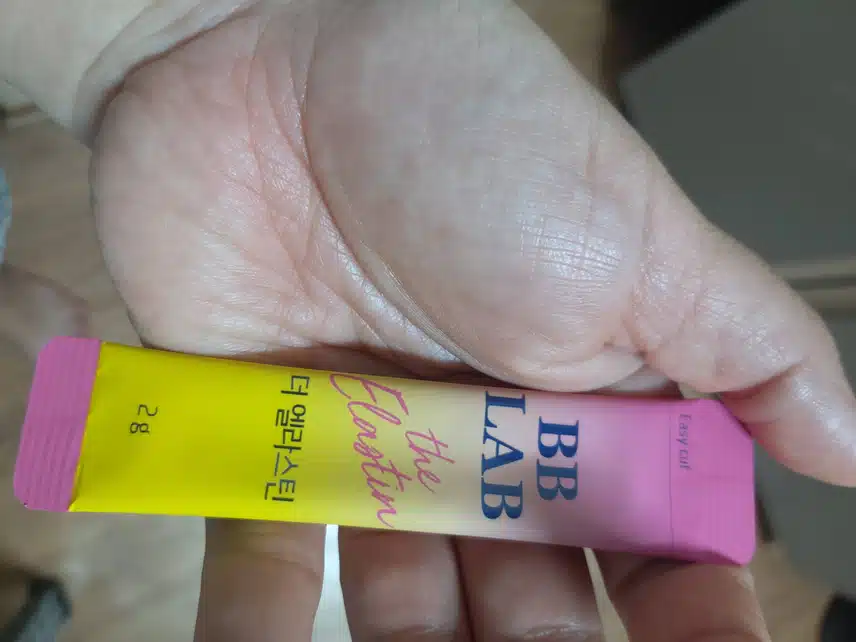 Easy cut
BB
LAB
the
Elastin
더 엘라스틴
2g